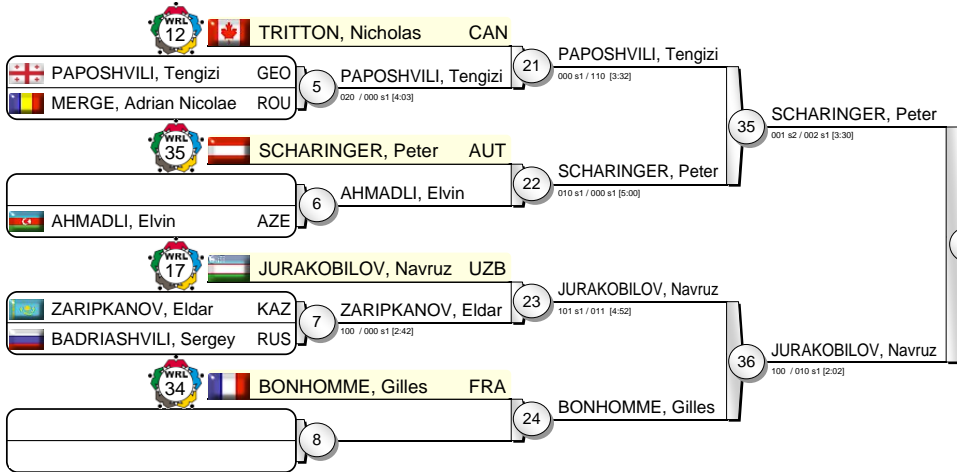 WRL 12 TRITTON, Nicholas CAN
PAPOSHVILI, Tengizi GEO
MERGE, Adrian Nicolae ROU
5
PAPOSHVILI, Tengizi
020 / 000 s1 [4:03]
21
PAPOSHVILI, Tengizi
000 s1 / 110 [3:32]
WRL 35 SCHARINGER, Peter AUT
AHMADLI, Elvin AZE
6
AHMADLI, Elvin
22
SCHARINGER, Peter
010 s1 / 000 s1 [5:00]
35
SCHARINGER, Peter
001 s2 / 002 s1 [3:30]
WRL 17 JURAKOBILOV, Navruz UZB
ZARIPKANOV, Eldar KAZ
BADRIASHVILI, Sergey RUS
7
ZARIPKANOV, Eldar
100 / 000 s1 [2:42]
23
JURAKOBILOV, Navruz
101 s1 / 011 [4:52]
WRL 34 BONHOMME, Gilles FRA
8
24
BONHOMME, Gilles
36
JURAKOBILOV, Navruz
100 / 010 s1 [2:02]